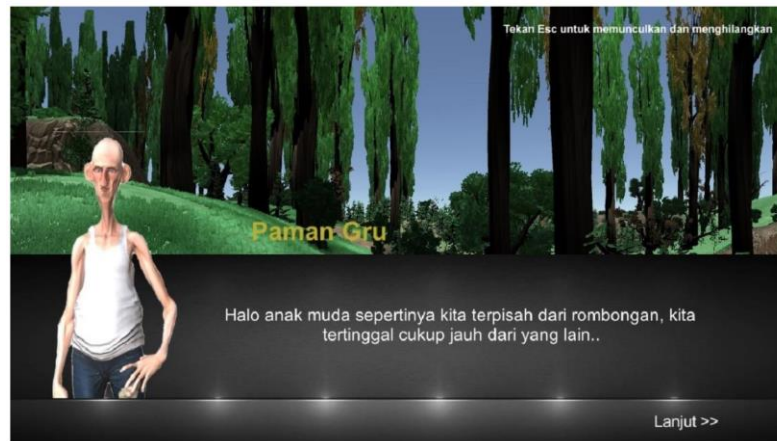 Tekan Esc untuk memunculkan dan menghilangkan
Paman Gru
Halo anak muda sepertinya kita terpisah dari rombongan, kita
tertinggal cukup jauh dari yang lain..
Lanjut >>